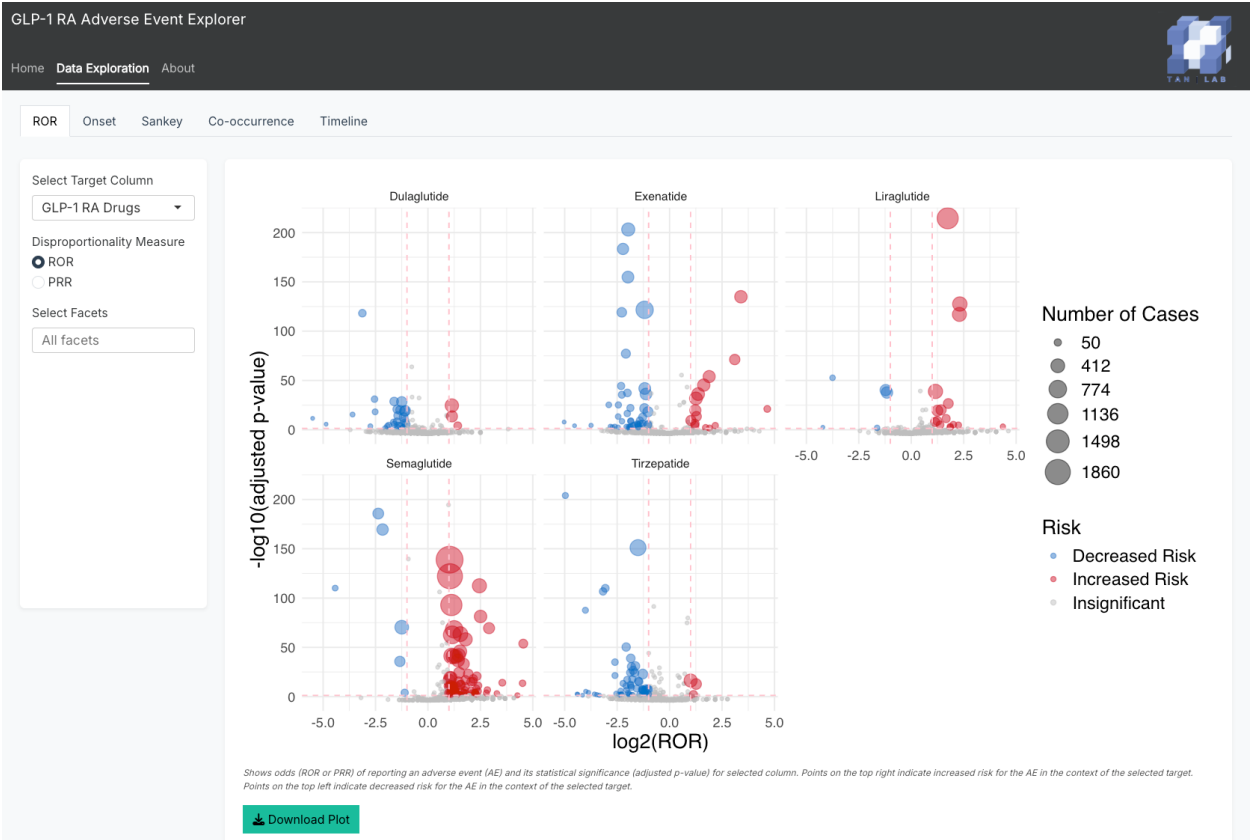 GLP-1 RA Adverse Event Explorer
Home Data Exploration About
TAN LAB
ROR Onset Sankey Co-occurrence Timeline
Select Target Column
GLP-1 RA Drugs
Disproportionality Measure
ROR
PRR
Select Facets
All facets
Dulaglutide Exenatide Liraglutide
200
150
100
50
0
-5.0 -2.5 0.0 2.5 5.0
Semaglutide Tirzepatide
200
150
100
50
0
-5.0 -2.5 0.0 2.5 5.0 -5.0 -2.5 0.0 2.5 5.0
-log10(adjusted p-value)
log2(ROR)
Number of Cases
50
412
774
1136
1498
1860
Risk
Decreased Risk
Increased Risk
Insignificant
Shows odds (ROR or PRR) of reporting an adverse event (AE) and its statistical significance (adjusted p-value) for selected column. Points on the top right indicate increased risk for the AE in the context of the selected target.
Points on the top left indicate decreased risk for the AE in the context of the selected target.
Download Plot